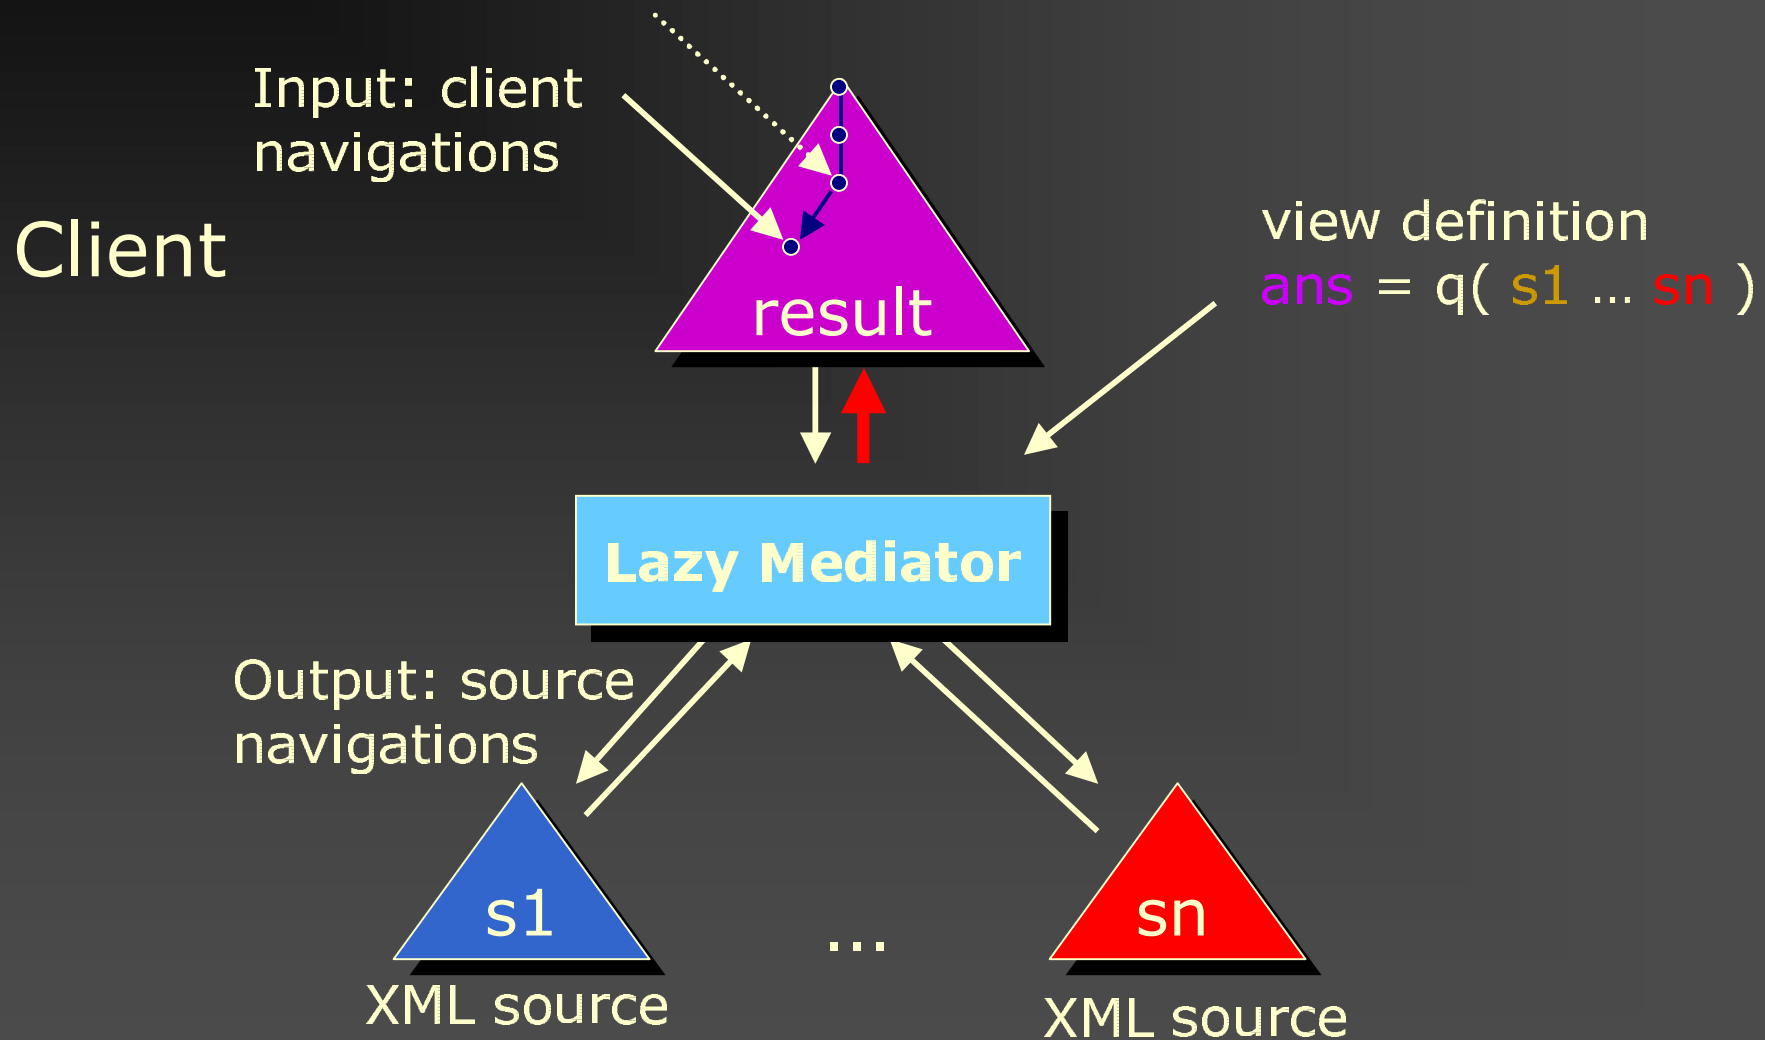 Input: client
navigations
Client
view definition
ans = q( s1 ... sn )
result
Lazy Mediator
Output: source
navigations
s1
...
sn
XML source
XML source